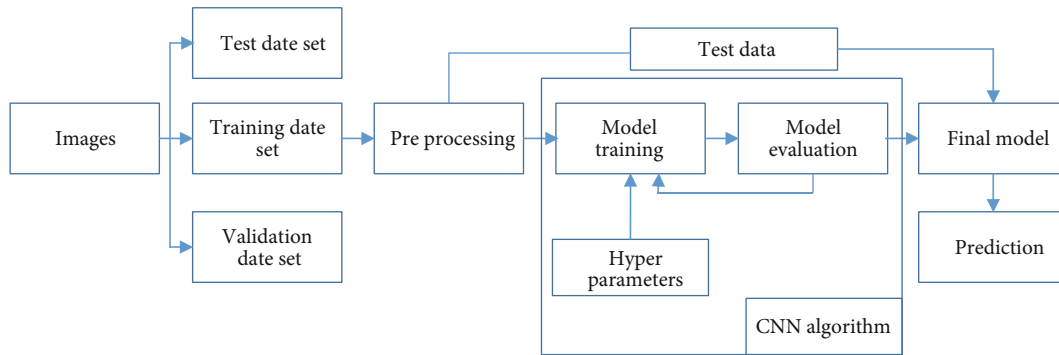 Images
Test date set
Training date
set
Validation
date set
Pre processing
Test data
Model
training
Model
evaluation
Hyper
parameters
CNN algorithm
Final model
Prediction